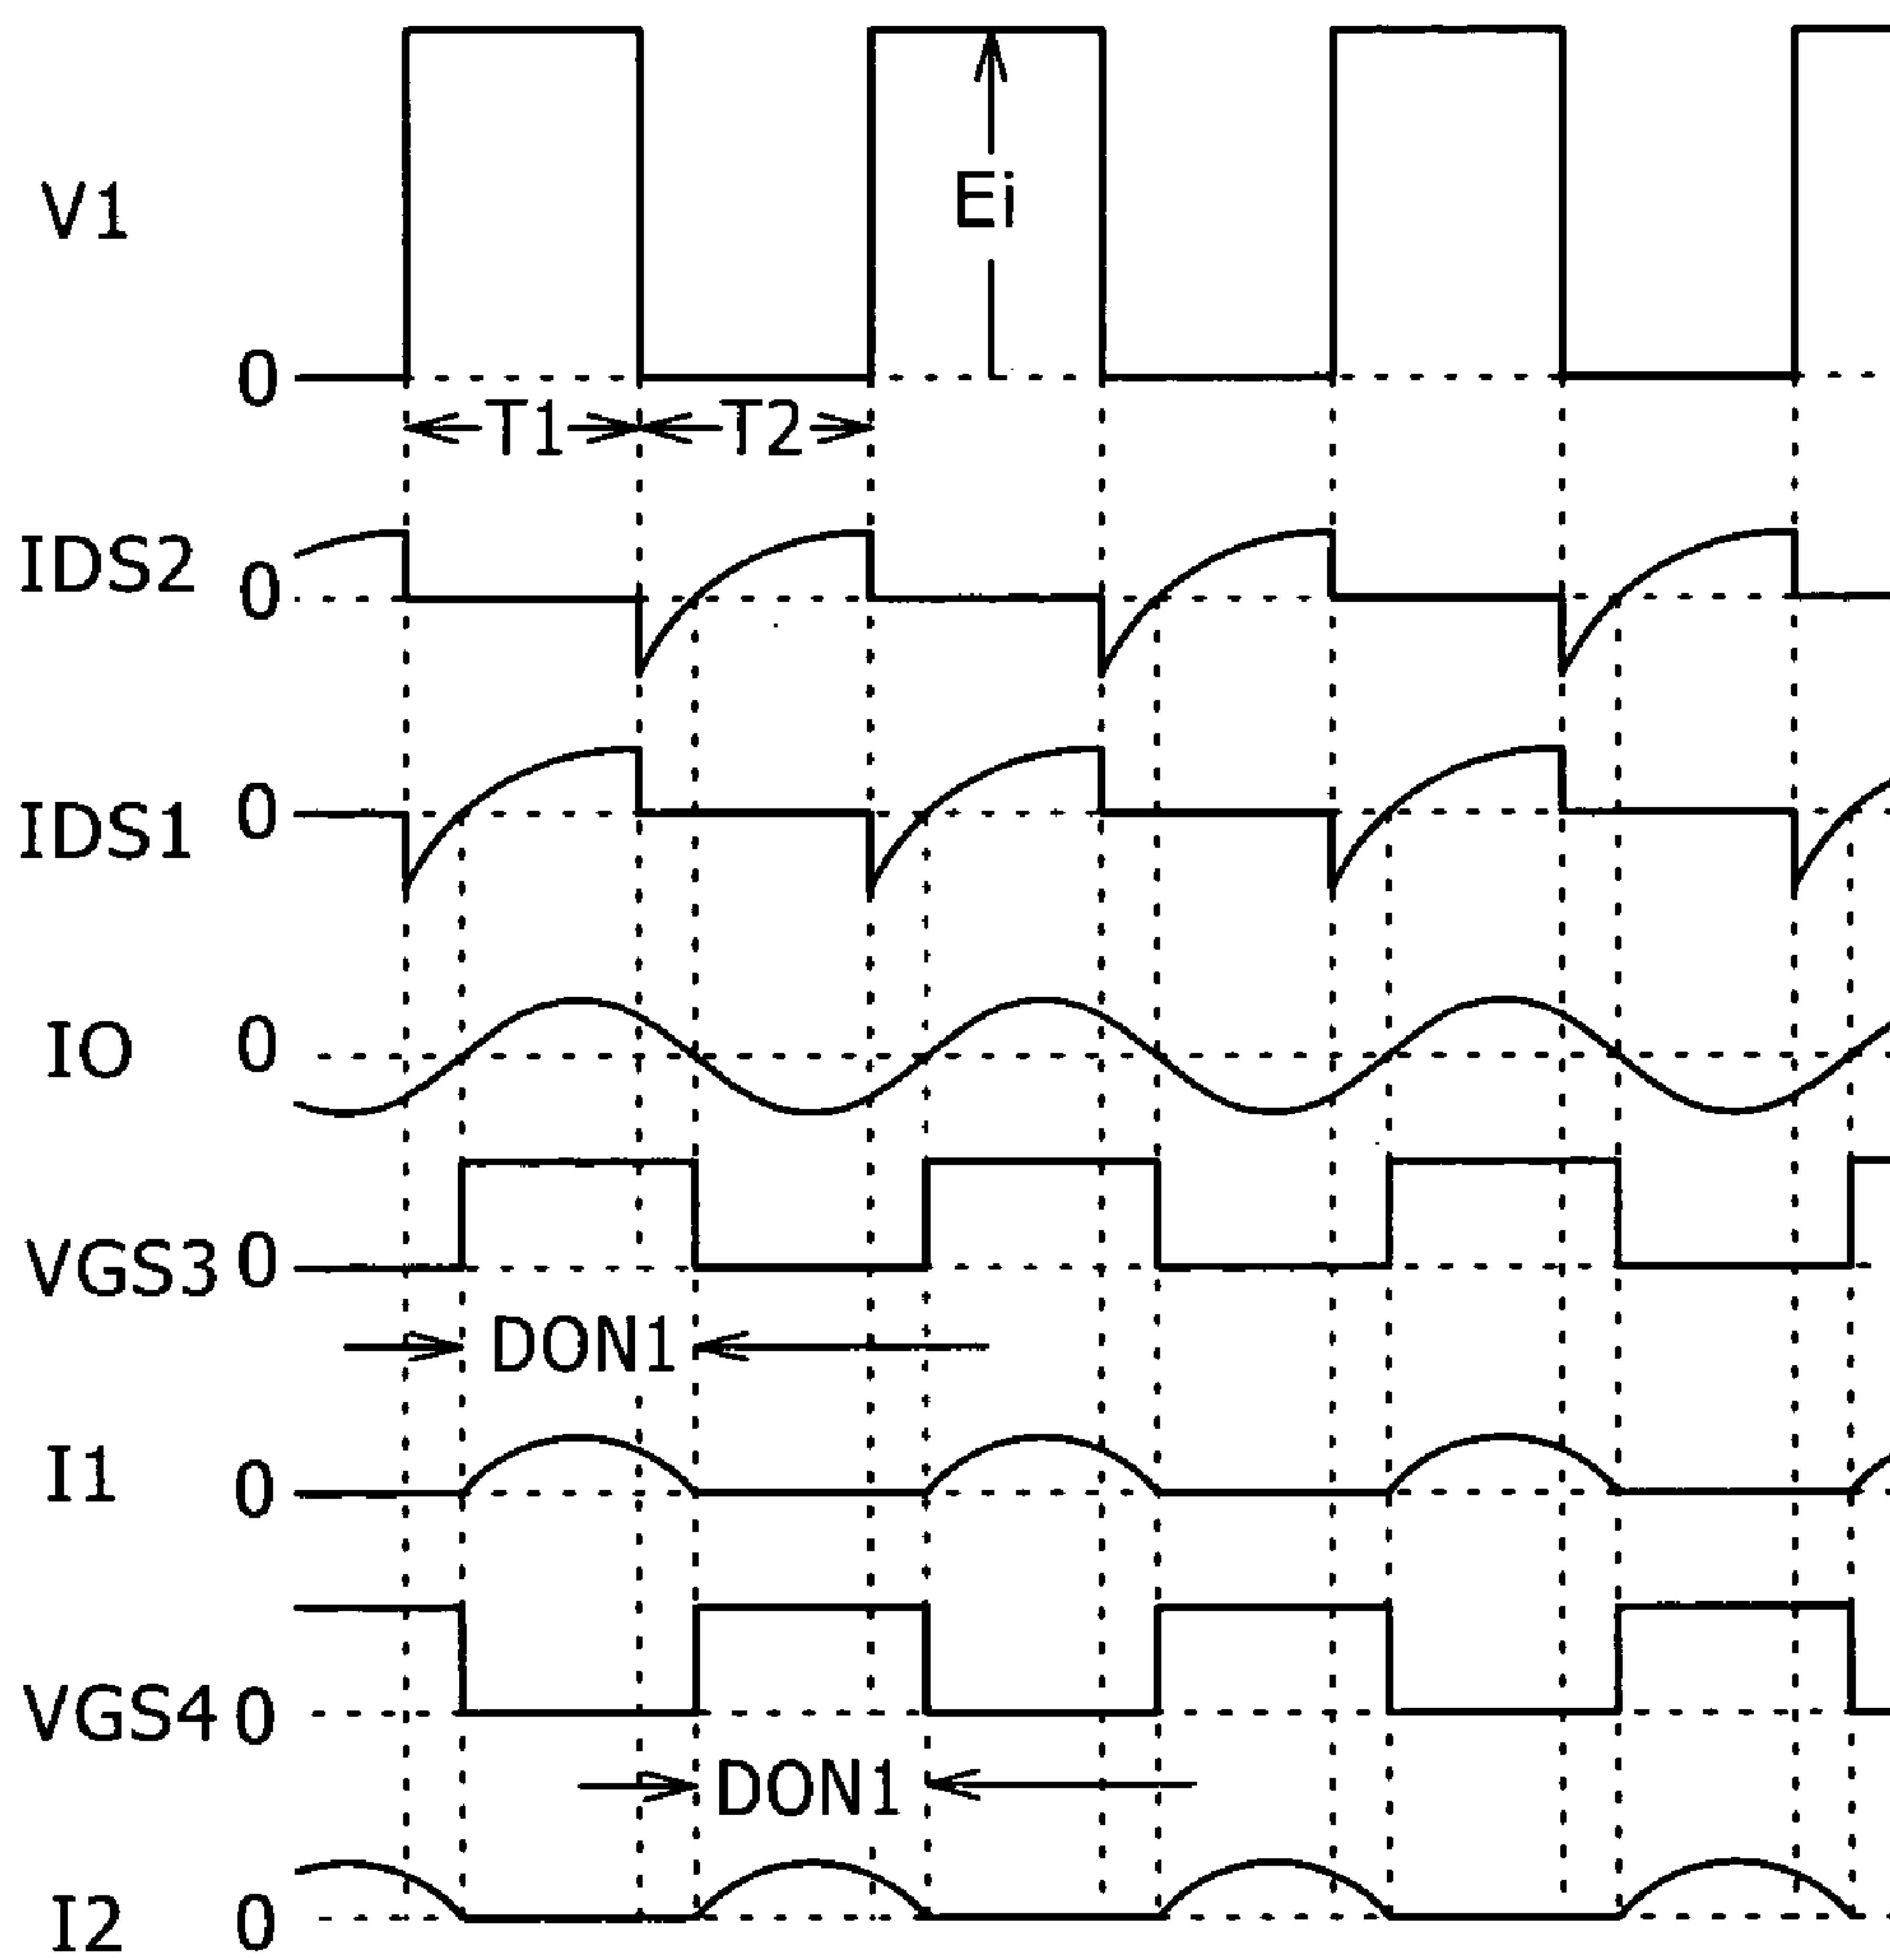 V1
Ei
0
T1 T2
IDS2 0
IDS1 0
IO 0
VGS3 0
DON1
I1 0
VGS4 0
DON1
I2 0